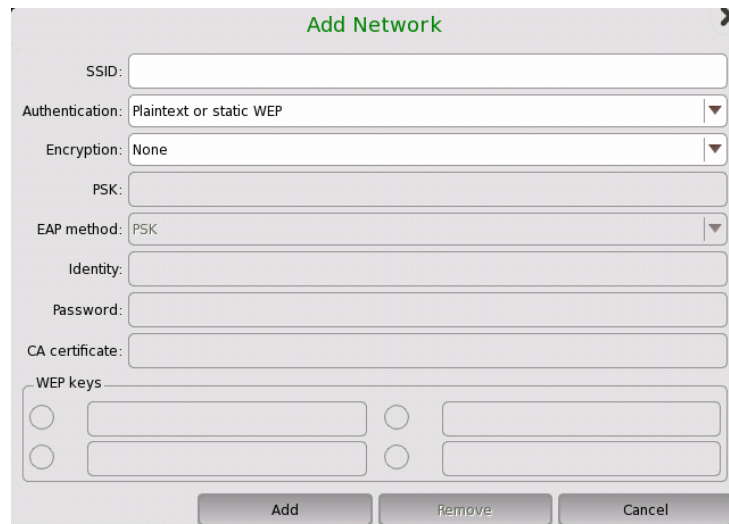 Add Network
SSID:
Authentication: Plaintext or static WEP
Encryption: None
PSK:
EAP method: PSK
Identity:
Password:
CA certificate:
WEP keys
Add Remove Cancel